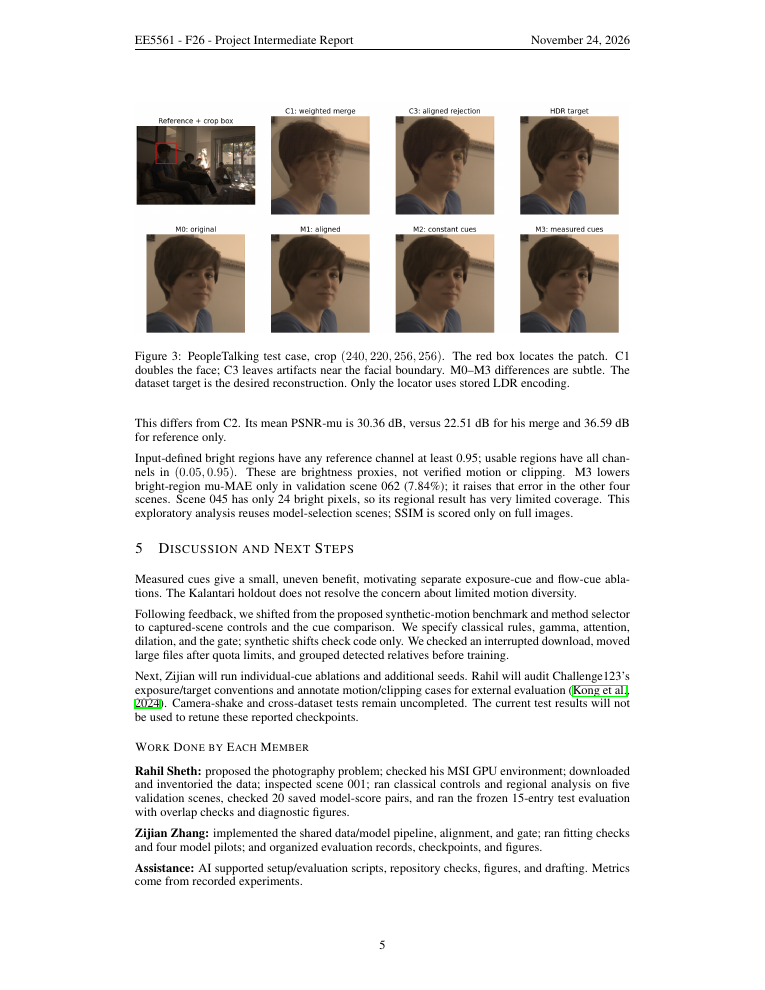 EE5561 - F26 - Project Intermediate Report November 24, 2026
Reference + crop box
C1: weighted merge
C3: aligned rejection
HDR target
M0: original
M1: aligned
M2: constant cues
M3: measured cues
Figure 3: PeopleTalking test case, crop (240, 220, 256, 256). The red box locates the patch. C1
doubles the face; C3 leaves artifacts near the facial boundary. M0–M3 differences are subtle. The
dataset target is the desired reconstruction. Only the locator uses stored LDR encoding.
This differs from C2. Its mean PSNR-mu is 30.36 dB, versus 22.51 dB for his merge and 36.59 dB
for reference only.
Input-defined bright regions have any reference channel at least 0.95; usable regions have all chan-
nels in (0.05, 0.95). These are brightness proxies, not verified motion or clipping. M3 lowers
bright-region mu-MAE only in validation scene 062 (7.84%); it raises that error in the other four
scenes. Scene 045 has only 24 bright pixels, so its regional result has very limited coverage. This
exploratory analysis reuses model-selection scenes; SSIM is scored only on full images.
5 DISCUSSION AND NEXT STEPS
Measured cues give a small, uneven benefit, motivating separate exposure-cue and flow-cue abla-
tions. The Kalantari holdout does not resolve the concern about limited motion diversity.
Following feedback, we shifted from the proposed synthetic-motion benchmark and method selector
to captured-scene controls and the cue comparison. We specify classical rules, gamma, attention,
dilation, and the gate; synthetic shifts check code only. We checked an interrupted download, moved
large files after quota limits, and grouped detected relatives before training.
Next, Zijian will run individual-cue ablations and additional seeds. Rahil will audit Challenge123's
exposure/target conventions and annotate motion/clipping cases for external evaluation (Kong et al.,
2024). Camera-shake and cross-dataset tests remain uncompleted. The current test results will not
be used to retune these reported checkpoints.
WORK DONE BY EACH MEMBER
Rahil Sheth: proposed the photography problem; checked his MSI GPU environment; downloaded
and inventoried the data; inspected scene 001; ran classical controls and regional analysis on five
validation scenes, checked 20 saved model-score pairs, and ran the frozen 15-entry test evaluation
with overlap checks and diagnostic figures.
Zijian Zhang: implemented the shared data/model pipeline, alignment, and gate; ran fitting checks
and four model pilots; and organized evaluation records, checkpoints, and figures.
Assistance: AI supported setup/evaluation scripts, repository checks, figures, and drafting. Metrics
come from recorded experiments.
5